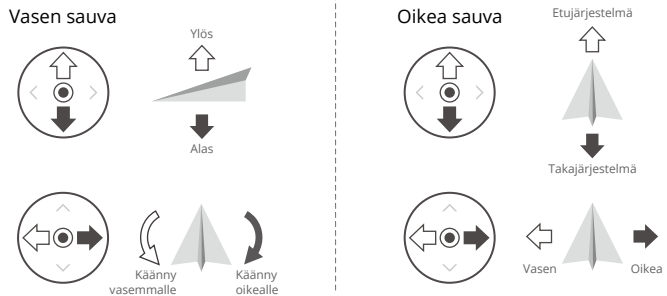 Vasen sauva
Ylös
Alas
Käänny
vasemmalle
Käänny
oikealle
Oikea sauva
Etujärjestelmä
Takajärjestelmä
Vasen
Oikea